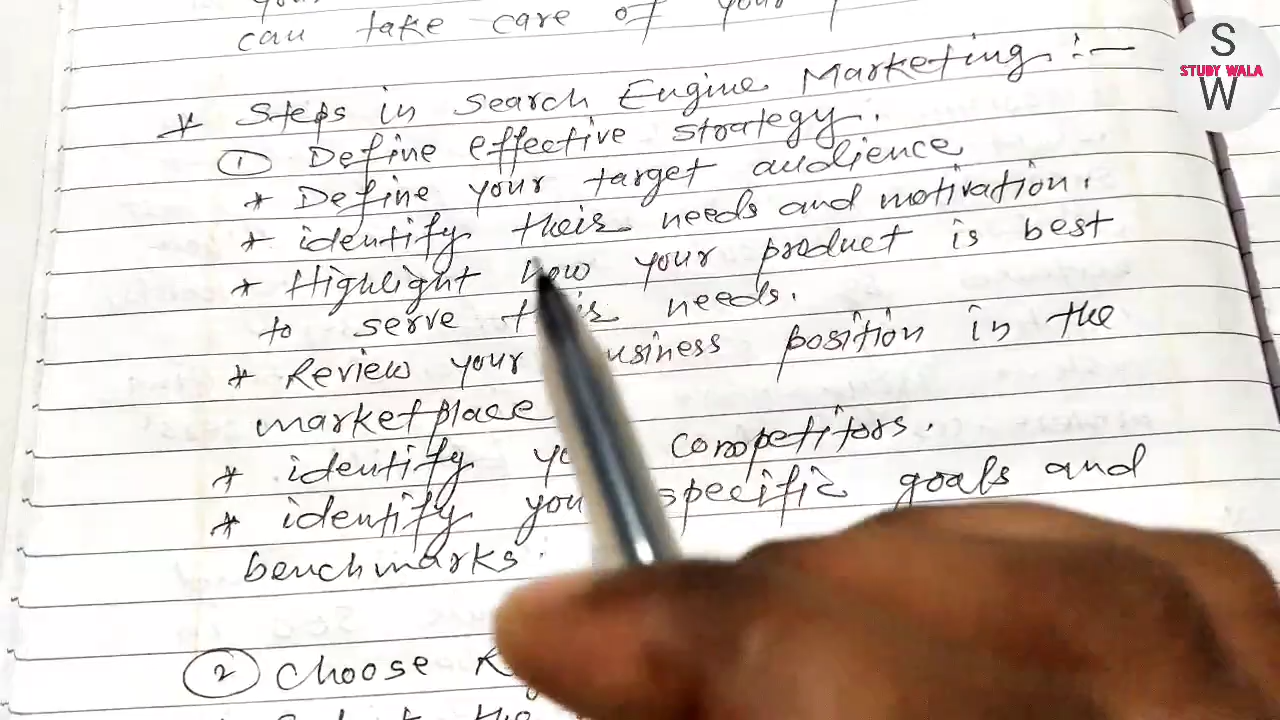 can take care of your
* Steps in Search Engine Marketing :-
① Define effective strategy.
* Define your target audience
* identify their needs and motivation.
* Highlight how your product is best
to serve their needs.
* Review your business position in the
marketplace
* identify competitors.
* identify your specific goals and
benchmarks.
② Choose
S
STUDY WALA
W